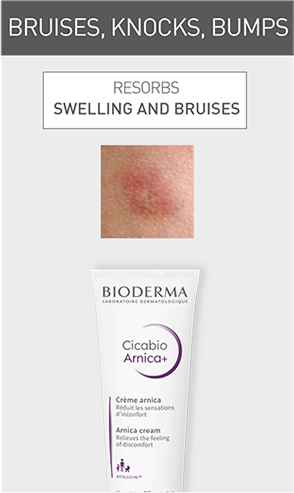 BRUISES, KNOCKS, BUMPS
RESORBS
SWELLING AND BRUISES
BIODERMA
LABORATOIRE DERMATOLOGIQUE
Cicabio
Arnica+
Crème arnica
Réduit les sensations
d'inconfort
Arnica cream
Relieves the feeling
of discomfort
ANTALGICINE™